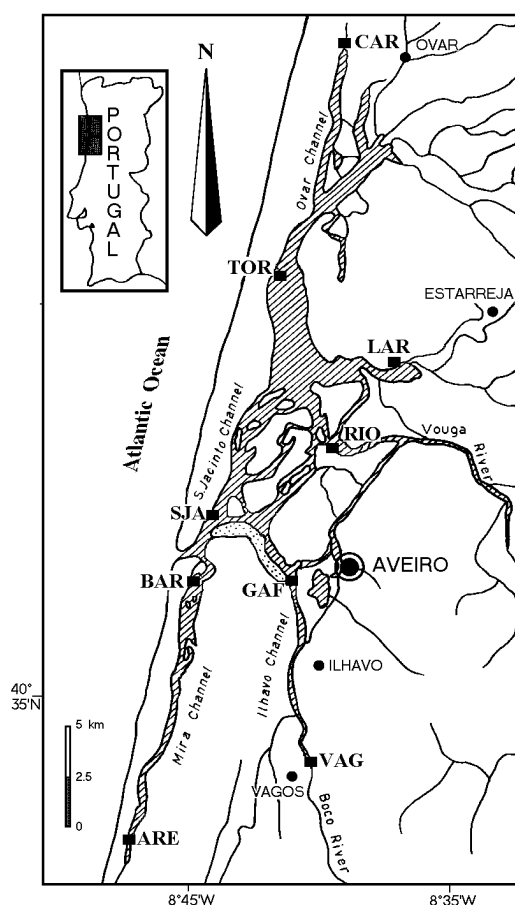 CAR
OVAR
N
PORTUGAL
Ovar Channel
TOR
ESTARREJA
LAR
Atlantic Ocean
S.Jacinto Channel
RIO
Vouga
River
SJA
AVEIRO
BAR
GAF
Ilhavo Channel
Mira Channel
ILHAVO
40°
35'N
5 km
2.5
0
VAG
VAGOS
Boco River
ARE
8°45'W
8°35'W